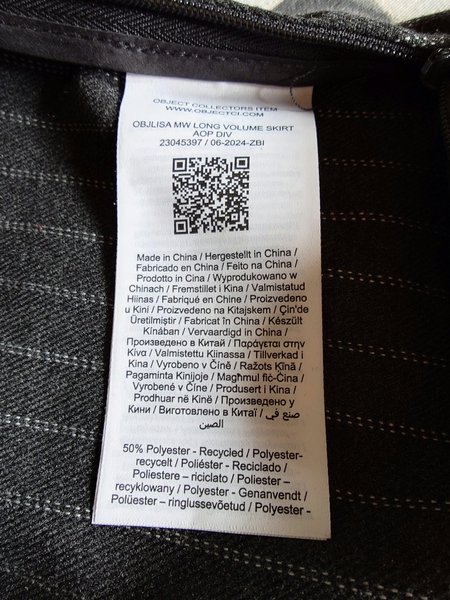 OBJECT COLLECTORS ITEM
WWW.OBJECTCI.COM
OBJLISA MW LONG VOLUME SKIRT
AOP DIV
23045397 / 06-2024-ZBI
Made in China / Hergestellt in China /
Fabricado en China / Feito na China /
Prodotto in Cina / Wyprodukowano w
Chinach / Fremstillet i Kina / Valmistatud
Hiinas / Fabriqué en Chine / Proizvedeno
u Kini / Proizvedeno na Kitajskem / Çin'de
Üretilmiştir / Fabricat în China / Készült
Kínában / Vervaardigd in China /
Произведено в Китай / Παράγεται στην
Κίνα / Valmistettu Kiinassa / Tillverkad i
Kina / Vyrobeno v Číně / Ražots Ķīnā /
Pagaminta Kinijoje / Magħmul fiċ-Ċina /
Vyrobené v Číne / Produsert i Kina /
Prodhuar në Kinë / Произведено у
Кини / Виготовлено в Китаї / صنع في
الصين
50% Polyester - Recycled / Polyester-
recycelt / Poliéster - Reciclado /
Poliestere – riciclato / Poliester –
recyklowany / Polyester - Genanvendt /
Polüester – ringlussevõetud / Polyester -